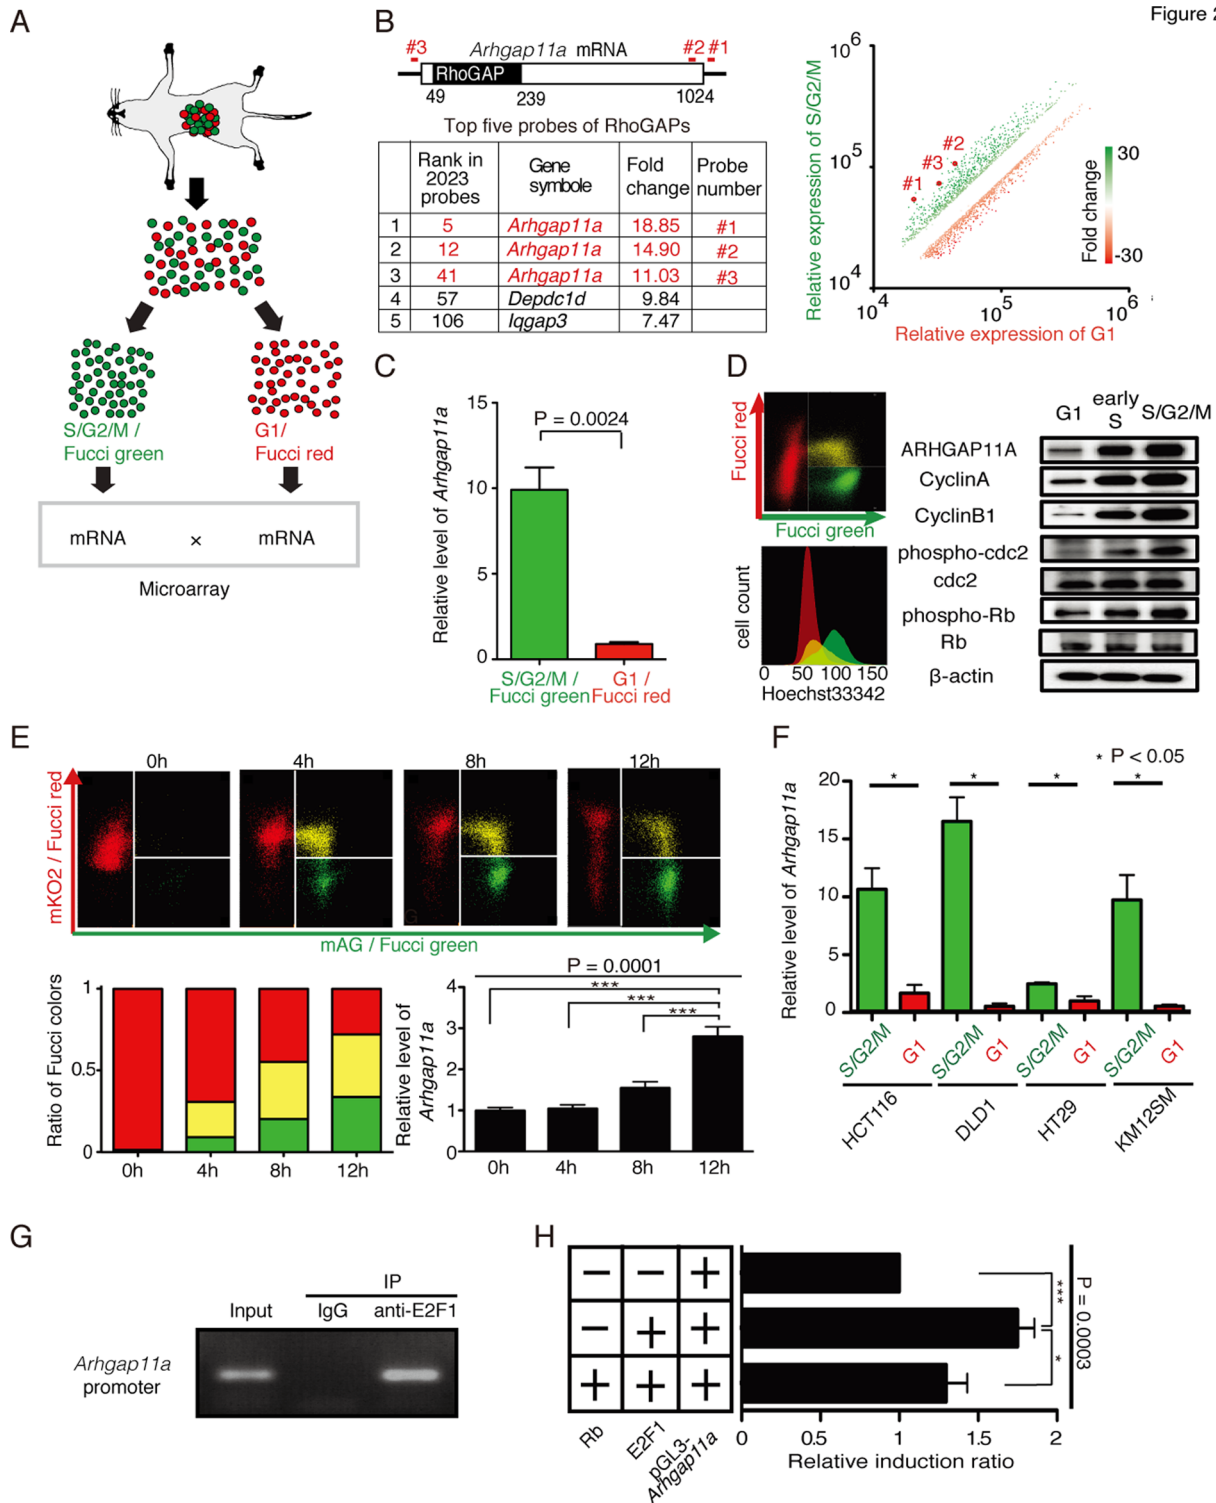 Figure 2
A
S/G2/M /
Fucci green
G1/
Fucci red
mRNA × mRNA
Microarray
B
#3 Arhgap11a mRNA #2 #1
RhoGAP
49 239 1024
Top five probes of RhoGAPs
Rank in 2023 probes Gene symbole Fold change Probe number
1 5 Arhgap11a 18.85 #1
2 12 Arhgap11a 14.90 #2
3 41 Arhgap11a 11.03 #3
4 57 Depdc1d 9.84
5 106 Iqgap3 7.47
Relative expression of S/G2/M
10^6
10^5
10^4
#2
#3
#1
30
Fold change
-30
10^4 10^5 10^6
Relative expression of G1
C
Relative level of Arhgap11a
15
10
5
0
P = 0.0024
S/G2/M /
Fucci green
G1 /
Fucci red
D
Fucci red
Fucci green
cell count
0 50 100 150
Hoechst33342
G1 early S S/G2/M
ARHGAP11A
CyclinA
CyclinB1
phospho-cdc2
cdc2
phospho-Rb
Rb
β-actin
E
0h 4h 8h 12h
mKO2 / Fucci red
G
mAG / Fucci green
Ratio of Fucci colors
1
0.5
0
0h 4h 8h 12h
Relative level of
Arhgap11a
4
3
2
1
0
P = 0.0001
***
***
***
0h 4h 8h 12h
F
* P < 0.05
Relative level of Arhgap11a
20
15
10
5
0
* * * *
S/G2/M G1 S/G2/M G1 S/G2/M G1 S/G2/M G1
HCT116 DLD1 HT29 KM12SM
G
IP
Input IgG anti-E2F1
Arhgap11a
promoter
H
− − +
− + +
+ + +
Rb E2F1 pGL3-Arhgap11a
***
*
P = 0.0003
0 0.5 1 1.5 2
Relative induction ratio